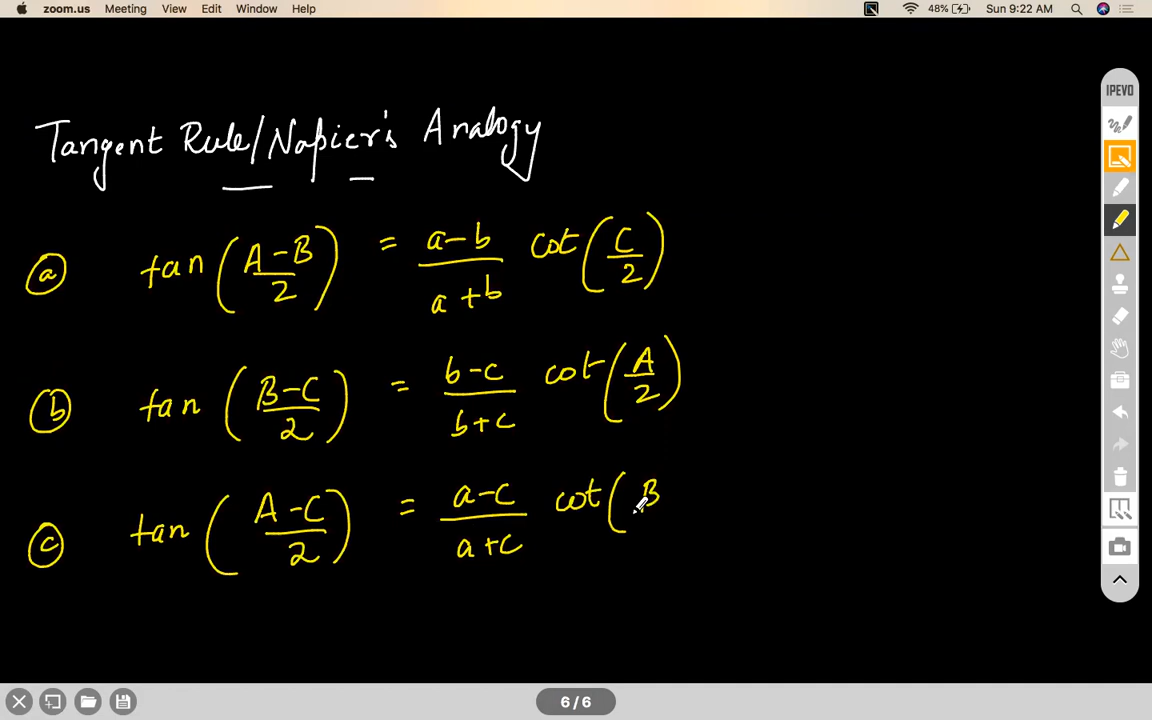 zoom.us Meeting View Edit Window Help 48% Sun 9:22 AM
IPEVO
Tangent Rule/Napier's Analogy
(a) tan((A-B)/2) = (a-b)/(a+b) cot(C/2)
(b) tan((B-C)/2) = (b-c)/(b+c) cot(A/2)
(c) tan((A-C)/2) = (a-c)/(a+c) cot(B
6/6